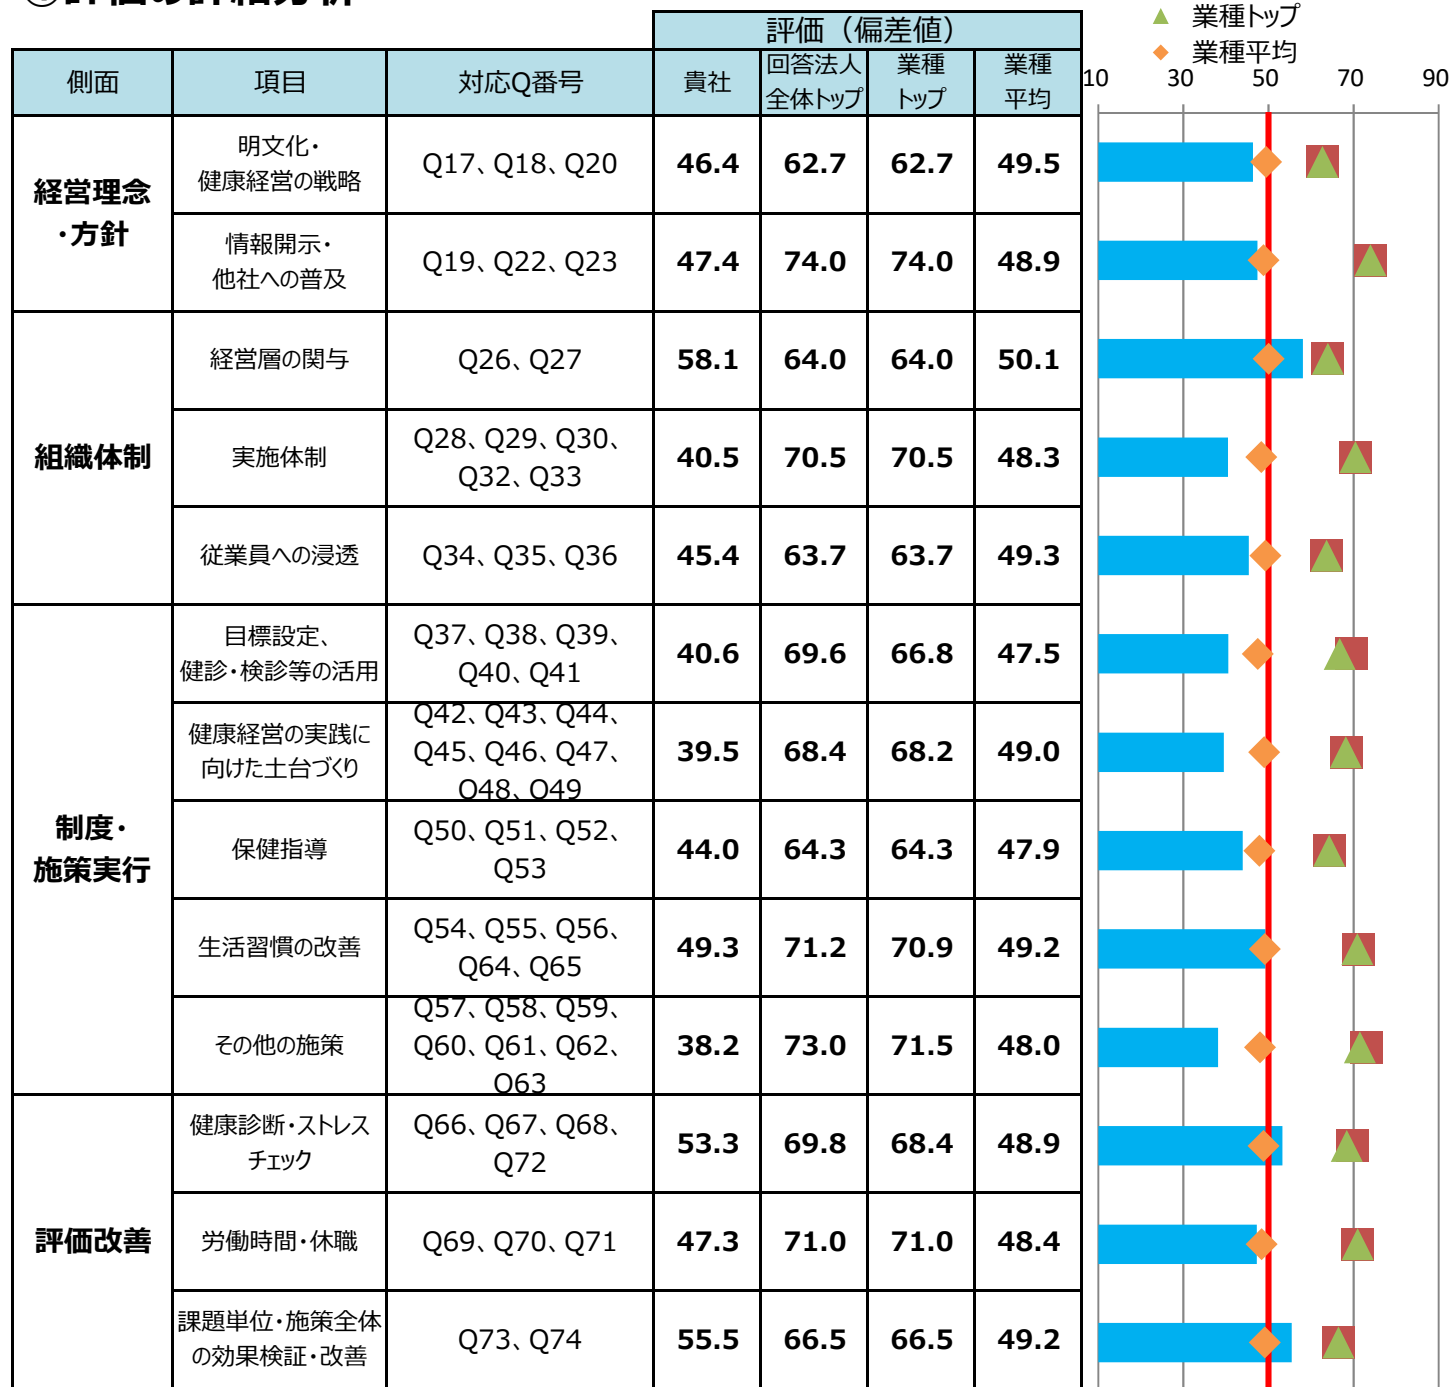 評価の詳細分析
業種トップ
業種平均
評価（偏差値）
側面 項目 対応Q番号 貴社 回答法人全体トップ 業種トップ 業種平均
10 30 50 70 90
経営理念・方針
明文化・
健康経営の戦略
Q17、Q18、Q20 46.4 62.7 62.7 49.5
情報開示・
他社への普及
Q19、Q22、Q23 47.4 74.0 74.0 48.9
組織体制
経営層の関与 Q26、Q27 58.1 64.0 64.0 50.1
実施体制
Q28、Q29、Q30、
Q32、Q33
40.5 70.5 70.5 48.3
従業員への浸透 Q34、Q35、Q36 45.4 63.7 63.7 49.3
制度・
施策実行
目標設定、
健診・検診等の活用
Q37、Q38、Q39、
Q40、Q41
40.6 69.6 66.8 47.5
健康経営の実践に
向けた土台づくり
Q42、Q43、Q44、
Q45、Q46、Q47、
Q48、Q49
39.5 68.4 68.2 49.0
保健指導
Q50、Q51、Q52、
Q53
44.0 64.3 64.3 47.9
生活習慣の改善
Q54、Q55、Q56、
Q64、Q65
49.3 71.2 70.9 49.2
その他の施策
Q57、Q58、Q59、
Q60、Q61、Q62、
Q63
38.2 73.0 71.5 48.0
評価改善
健康診断・ストレス
チェック
Q66、Q67、Q68、
Q72
53.3 69.8 68.4 48.9
労働時間・休職 Q69、Q70、Q71 47.3 71.0 71.0 48.4
課題単位・施策全体
の効果検証・改善
Q73、Q74 55.5 66.5 66.5 49.2